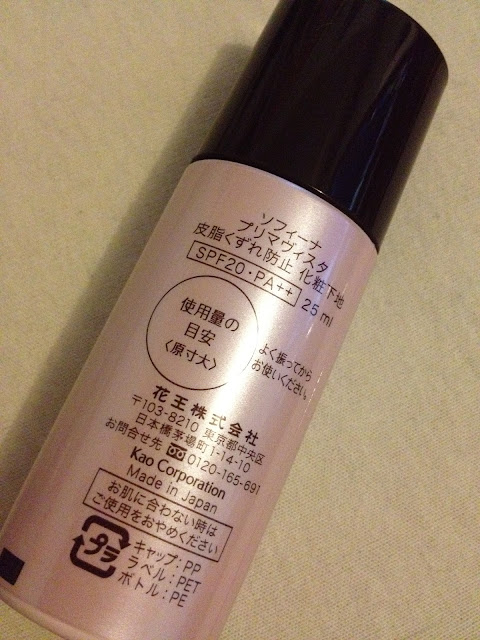 ソフィーナ
プリマヴィスタ
皮脂くずれ防止 化粧下地
SPF20・PA++ 25ml
使用量の
目安
〈原寸大〉
よく振ってから
お使いください。
花王株式会社
〒103-8210 東京都中央区
日本橋茅場町1-14-10
お問合せ先 0120-165-691
Kao Corporation
Made in Japan
お肌に合わない時は
ご使用をおやめください
プラ
キャップ：PP
ラベル：PET
ボトル：PE